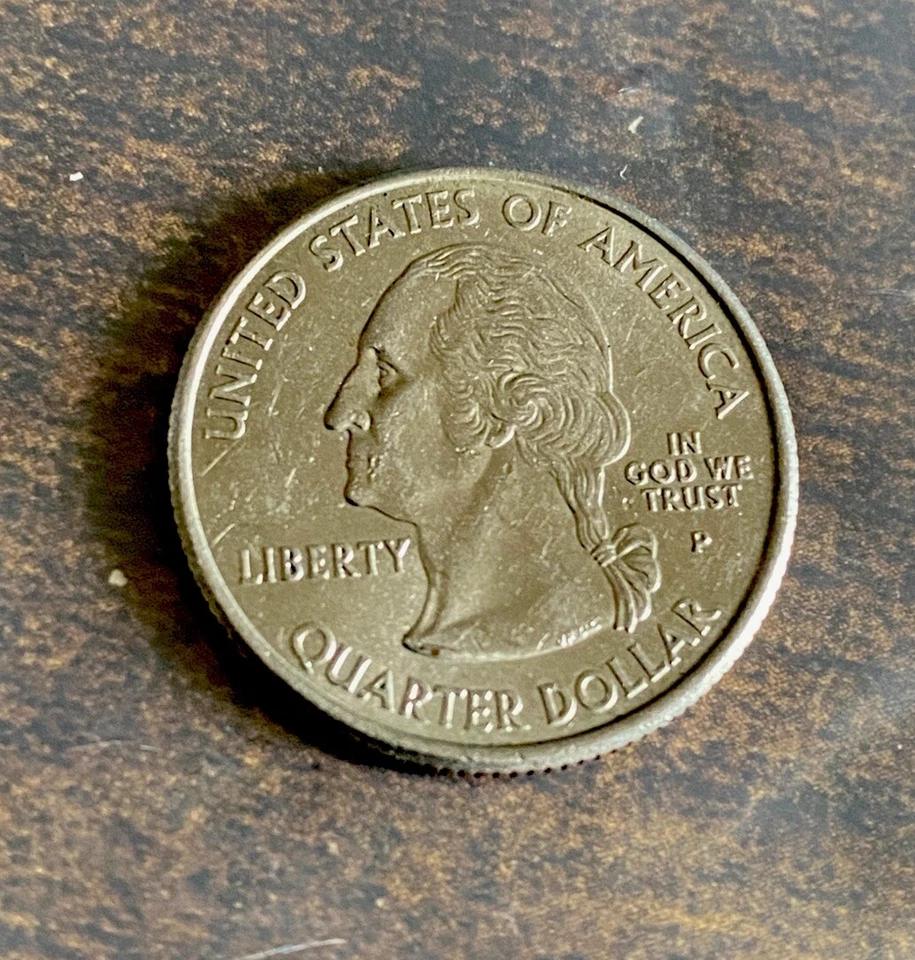 UNITED STATES OF AMERICA
LIBERTY
IN
GOD WE
TRUST
P
QUARTER DOLLAR